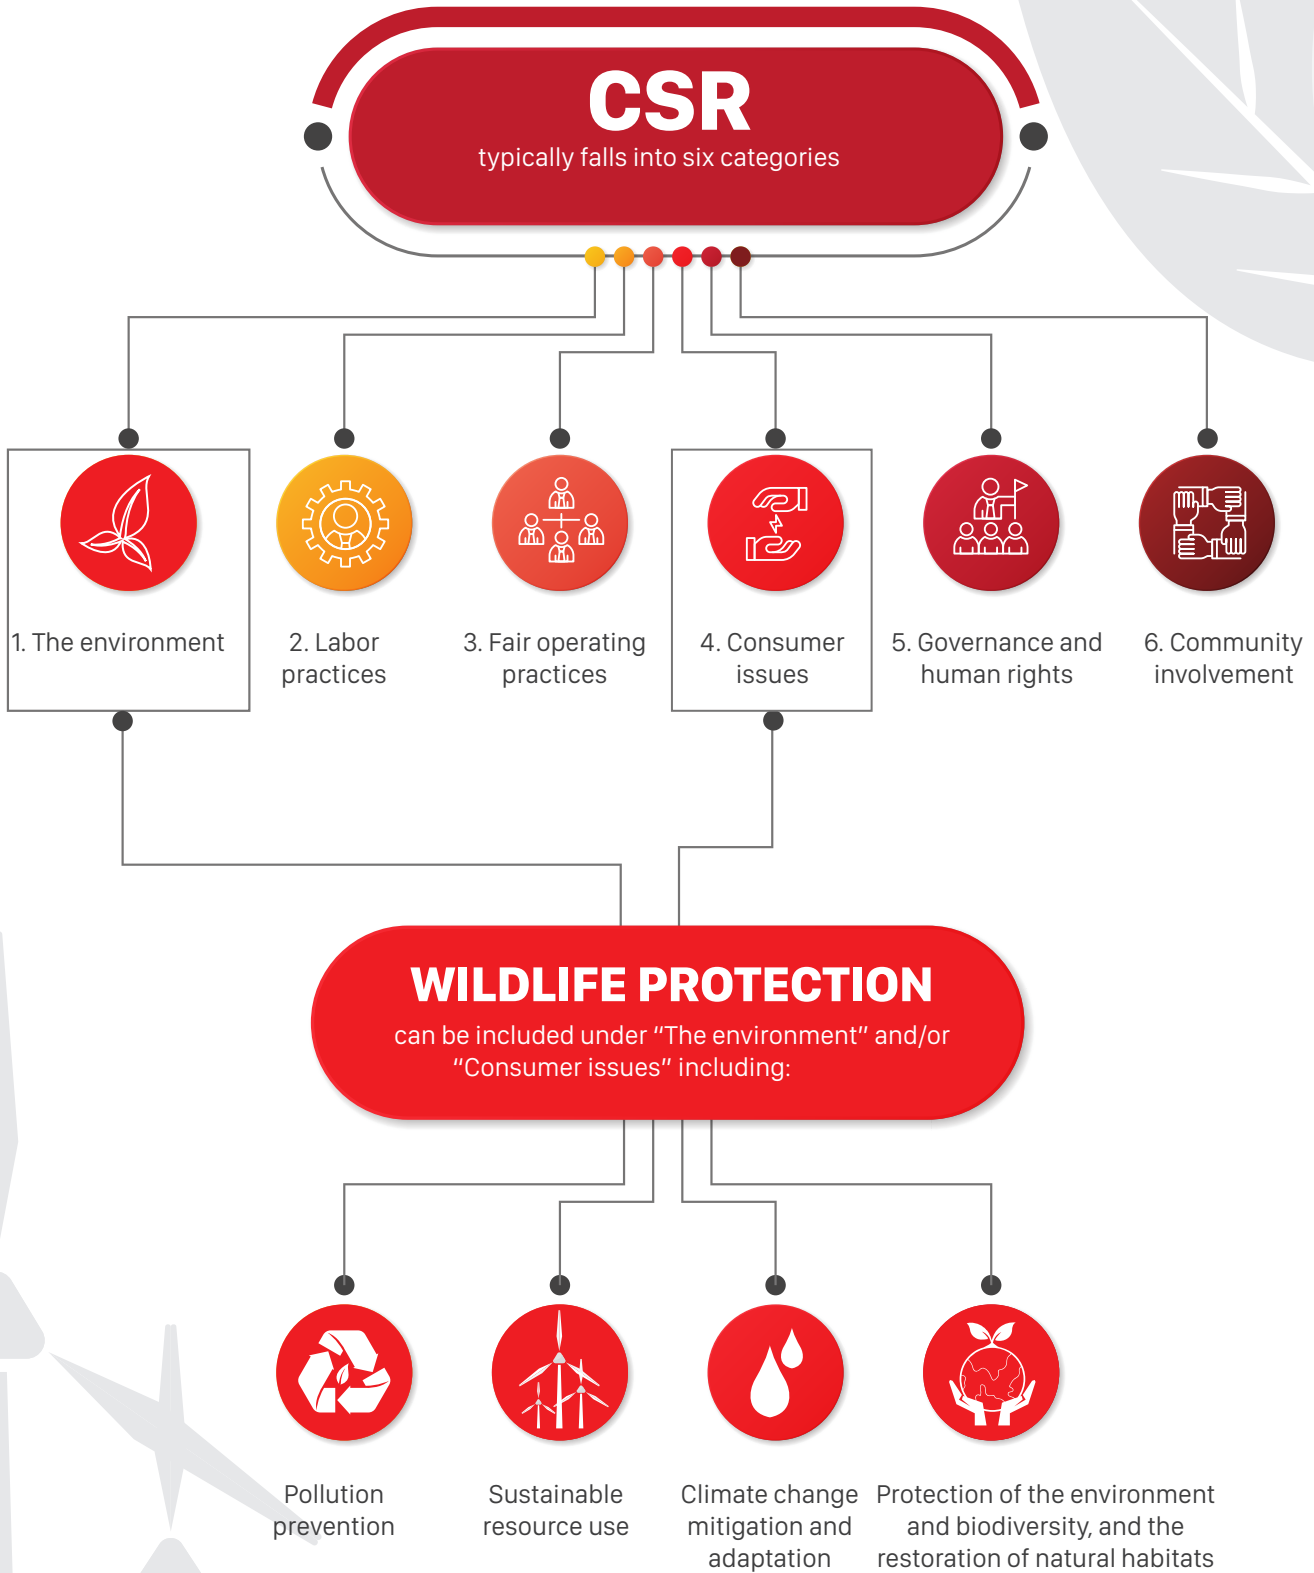 CSR
typically falls into six categories
1. The environment
2. Labor
practices
3. Fair operating
practices
4. Consumer
issues
5. Governance and
human rights
6. Community
involvement
WILDLIFE PROTECTION
can be included under “The environment” and/or
“Consumer issues” including:
Pollution
prevention
Sustainable
resource use
Climate change
mitigation and
adaptation
Protection of the environment
and biodiversity, and the
restoration of natural habitats